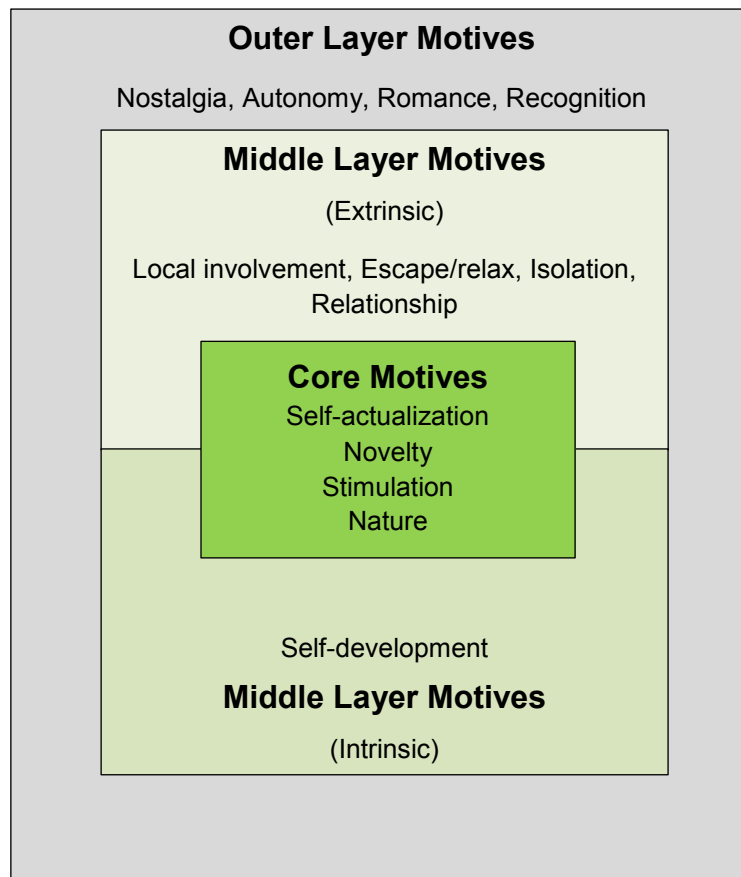 Outer Layer Motives
Nostalgia, Autonomy, Romance, Recognition
Middle Layer Motives
(Extrinsic)
Local involvement, Escape/relax, Isolation,
Relationship
Core Motives
Self-actualization
Novelty
Stimulation
Nature
Self-development
Middle Layer Motives
(Intrinsic)